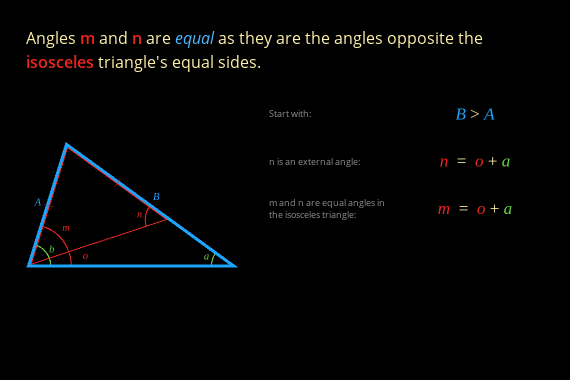 Angles m and n are equal as they are the angles opposite the
isosceles triangle's equal sides.
Start with:
B > A
n is an external angle:
n = o + a
m and n are equal angles in
the isosceles triangle:
m = o + a
A
B
m
n
b
o
a